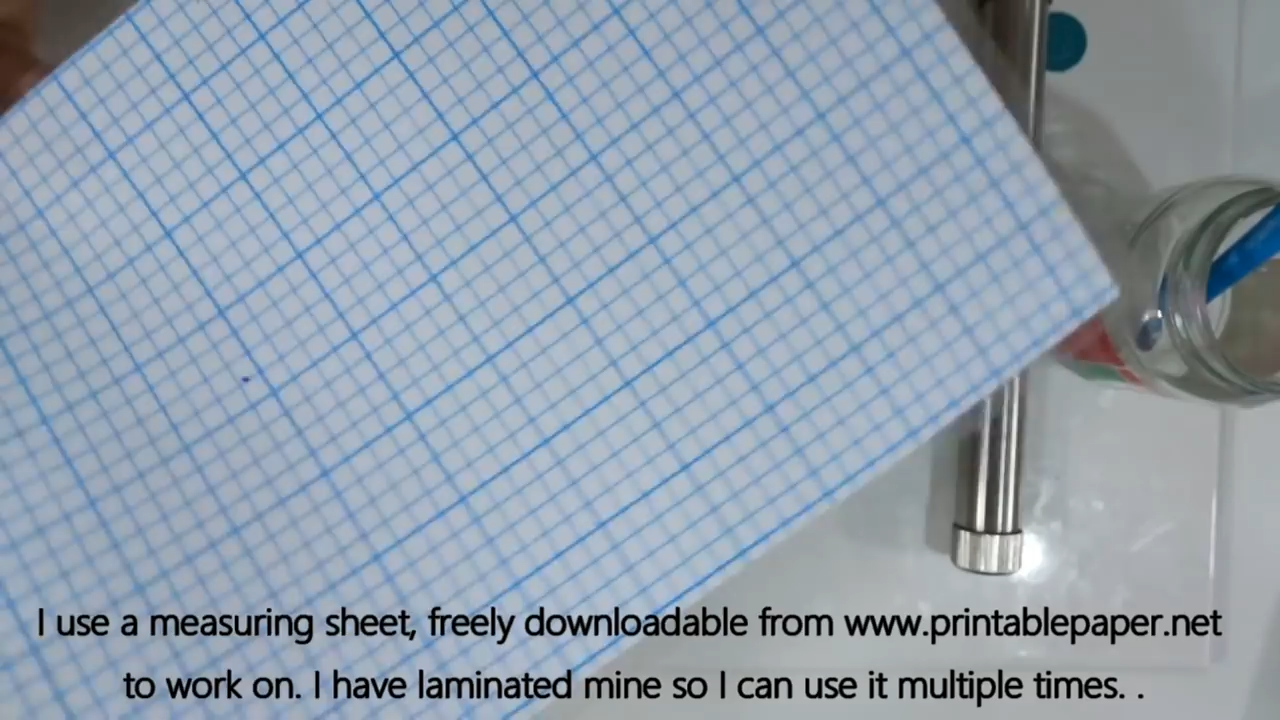 I use a measuring sheet, freely downloadable from www.printablepaper.net
to work on. I have laminated mine so I can use it multiple times. .